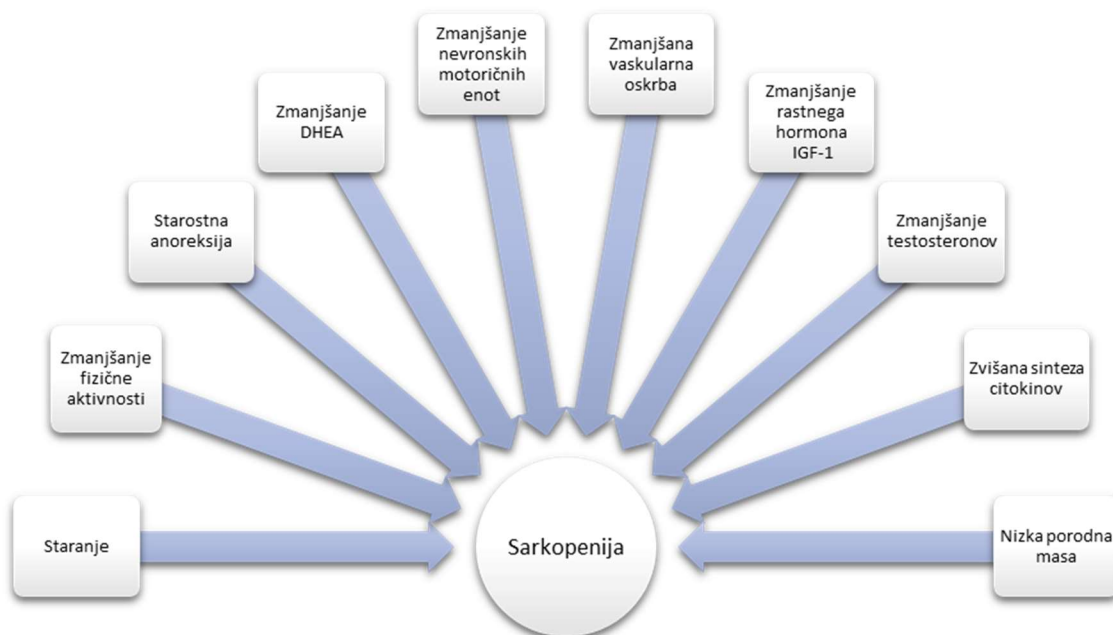 Staranje
Zmanjšanje
fizične
aktivnosti
Starostna
anoreksija
Zmanjšanje
DHEA
Zmanjšanje
nevronskih
motoričnih
enot
Zmanjšana
vaskularna
oskrba
Zmanjšanje
rastnega
hormona
IGF-1
Zmanjšanje
testosteronov
Zvišana sinteza
citokinov
Nizka porodna
masa
Sarkopenija